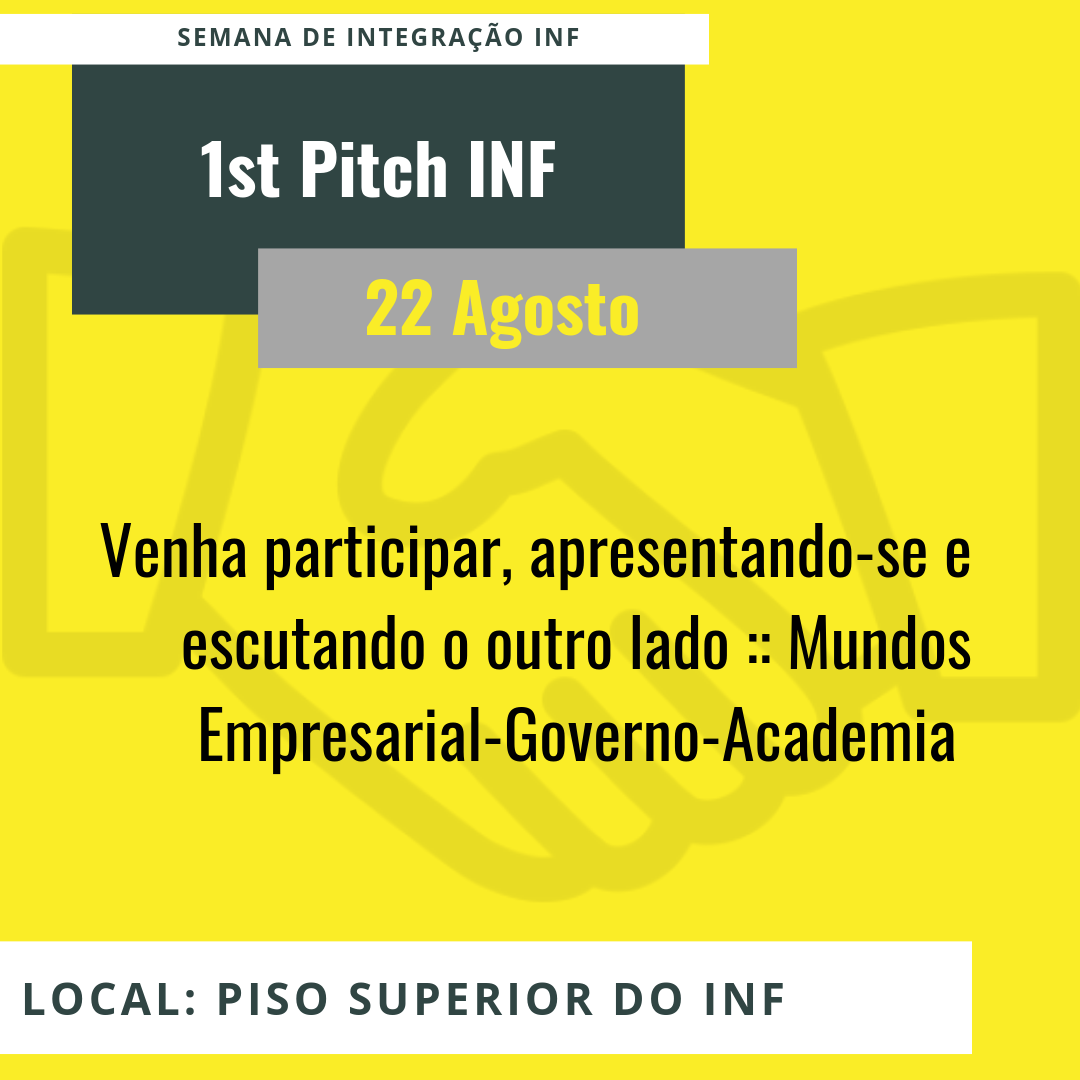 SEMANA DE INTEGRAÇÃO INF
1st Pitch INF
22 Agosto
Venha participar, apresentando-se e
escutando o outro lado :: Mundos
Empresarial-Governo-Academia
LOCAL: PISO SUPERIOR DO INF